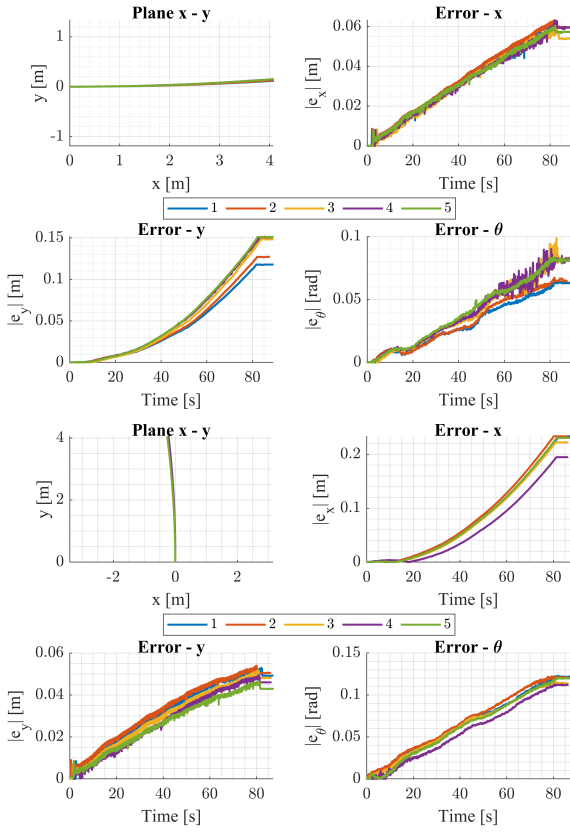 Plane x - y
y [m]
1
0
-1
0 1 2 3 4
x [m]
Error - x
|e_x| [m]
0.06
0.04
0.02
0
0 20 40 60 80
Time [s]
1 2 3 4 5
Error - y
|e_y| [m]
0.15
0.1
0.05
0
0 20 40 60 80
Time [s]
Error - θ
|e_θ| [rad]
0.1
0.05
0
0 20 40 60 80
Time [s]
Plane x - y
y [m]
4
2
0
-2 0 2
x [m]
Error - x
|e_x| [m]
0.2
0.1
0
0 20 40 60 80
Time [s]
1 2 3 4 5
Error - y
|e_y| [m]
0.06
0.04
0.02
0
0 20 40 60 80
Time [s]
Error - θ
|e_θ| [rad]
0.15
0.1
0.05
0
0 20 40 60 80
Time [s]